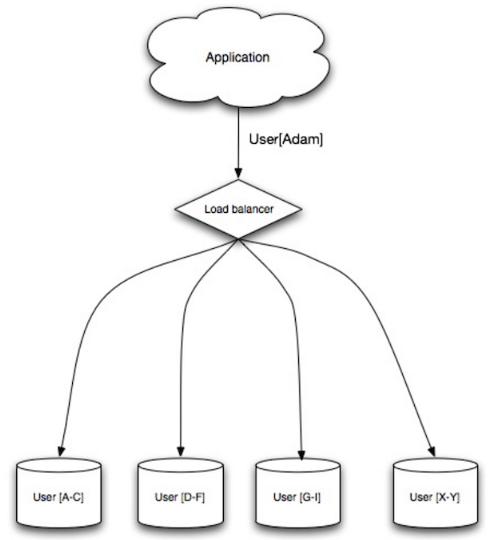 Application
User[Adam]
Load balancer
User [A-C]
User [D-F]
User [G-I]
User [X-Y]